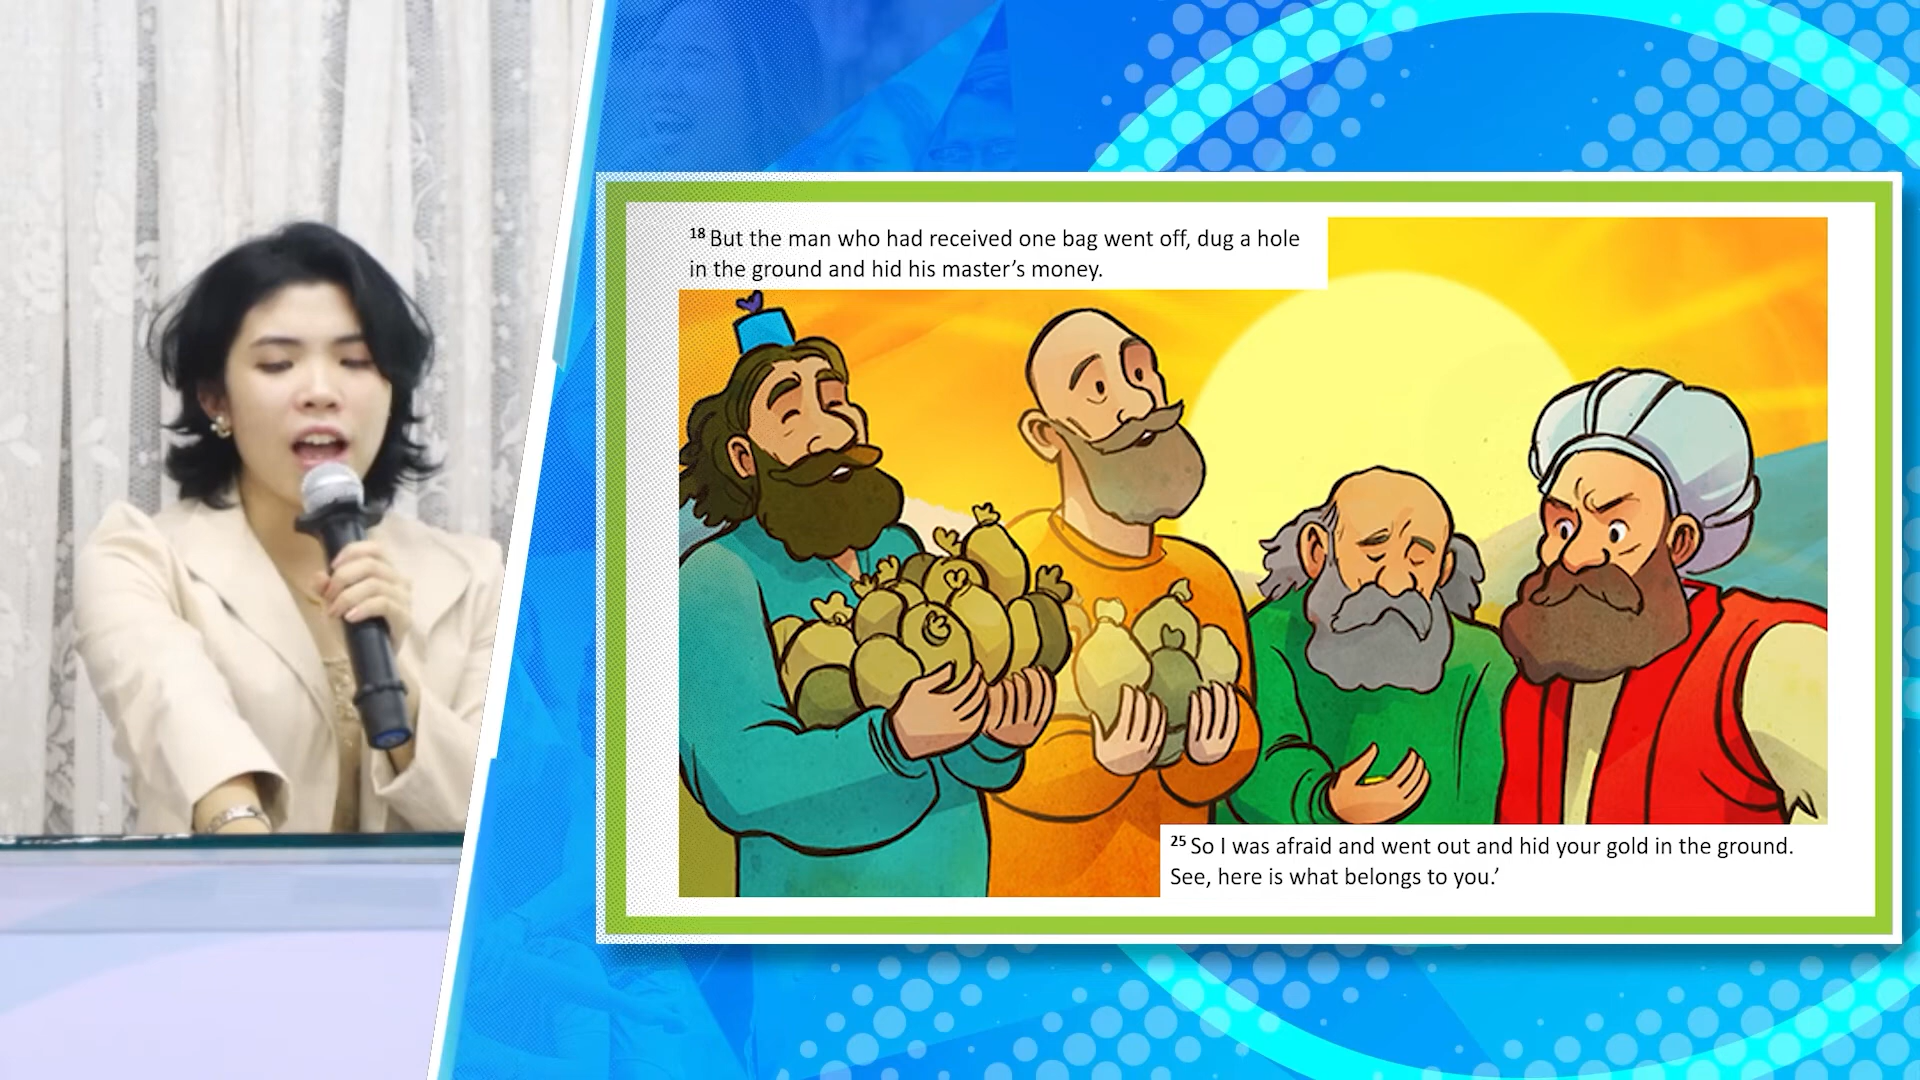 18 But the man who had received one bag went off, dug a hole
in the ground and hid his master’s money.
25 So I was afraid and went out and hid your gold in the ground.
See, here is what belongs to you.’